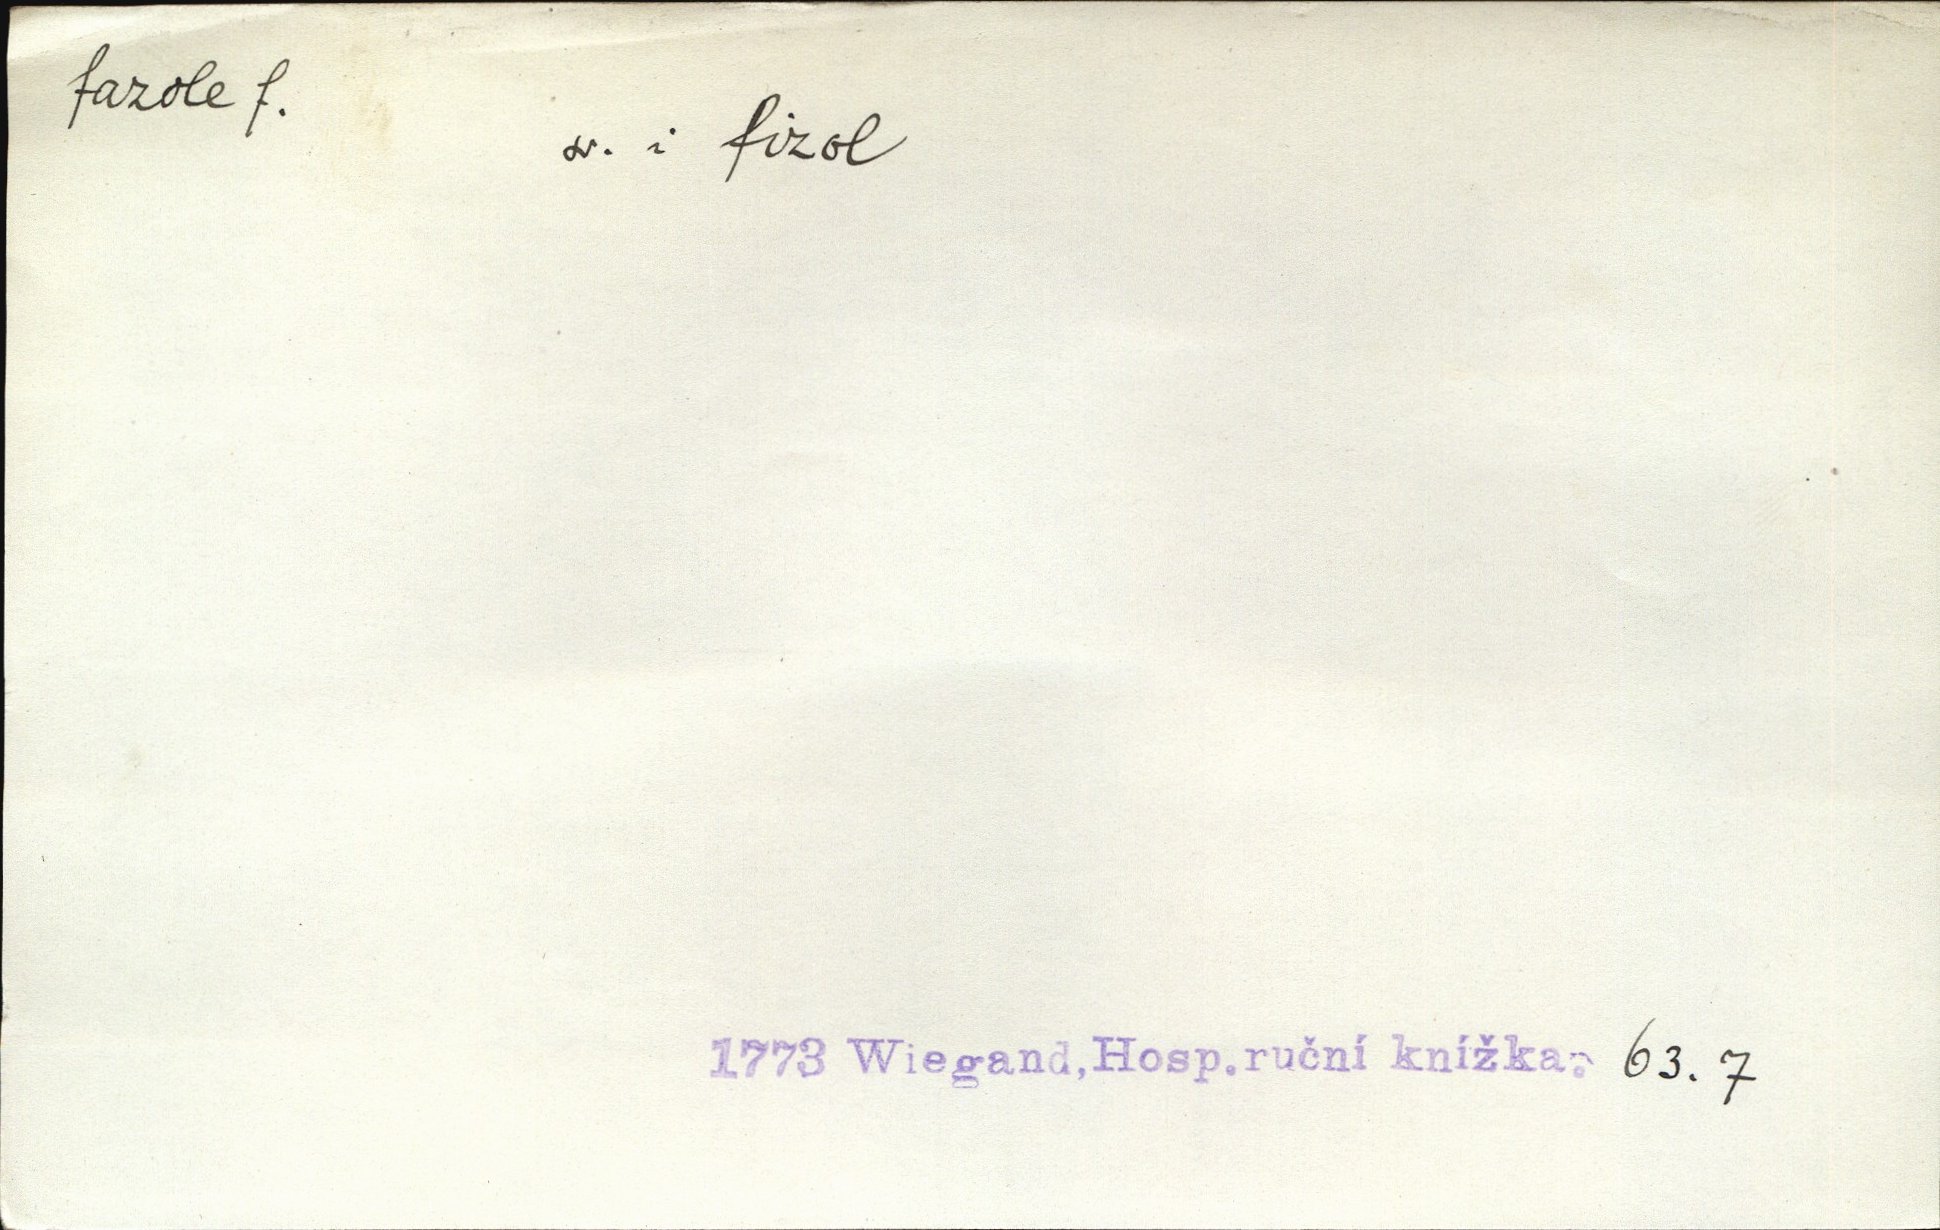 fazole f.
v. i fizol
1773 Wiegand,Hosp.ruční knížka. 63.7